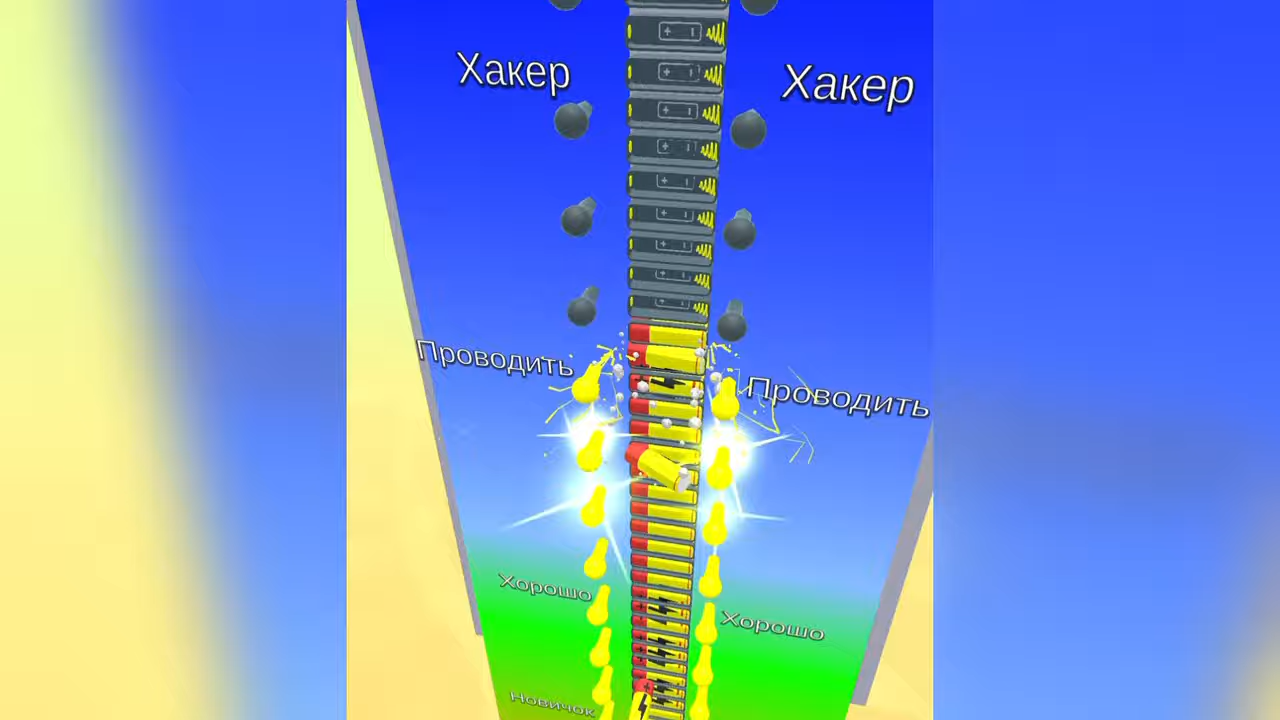 Хакер
Хакер
Проводить
Проводить
Хорошо
Хорошо
Новичок